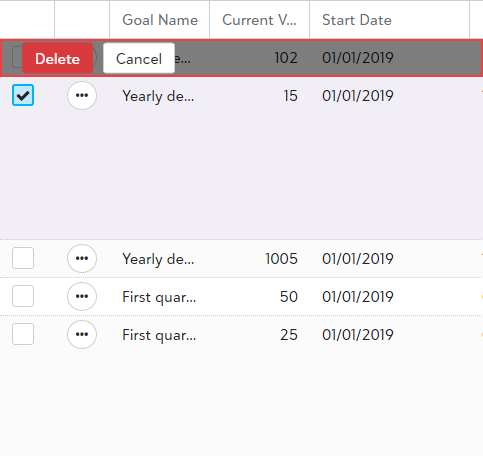 Goal Name Current V... Start Date
Delete Cancel e... 102 01/01/2019
••• Yearly de... 15 01/01/2019
••• Yearly de... 1005 01/01/2019
••• First quar... 50 01/01/2019
••• First quar... 25 01/01/2019